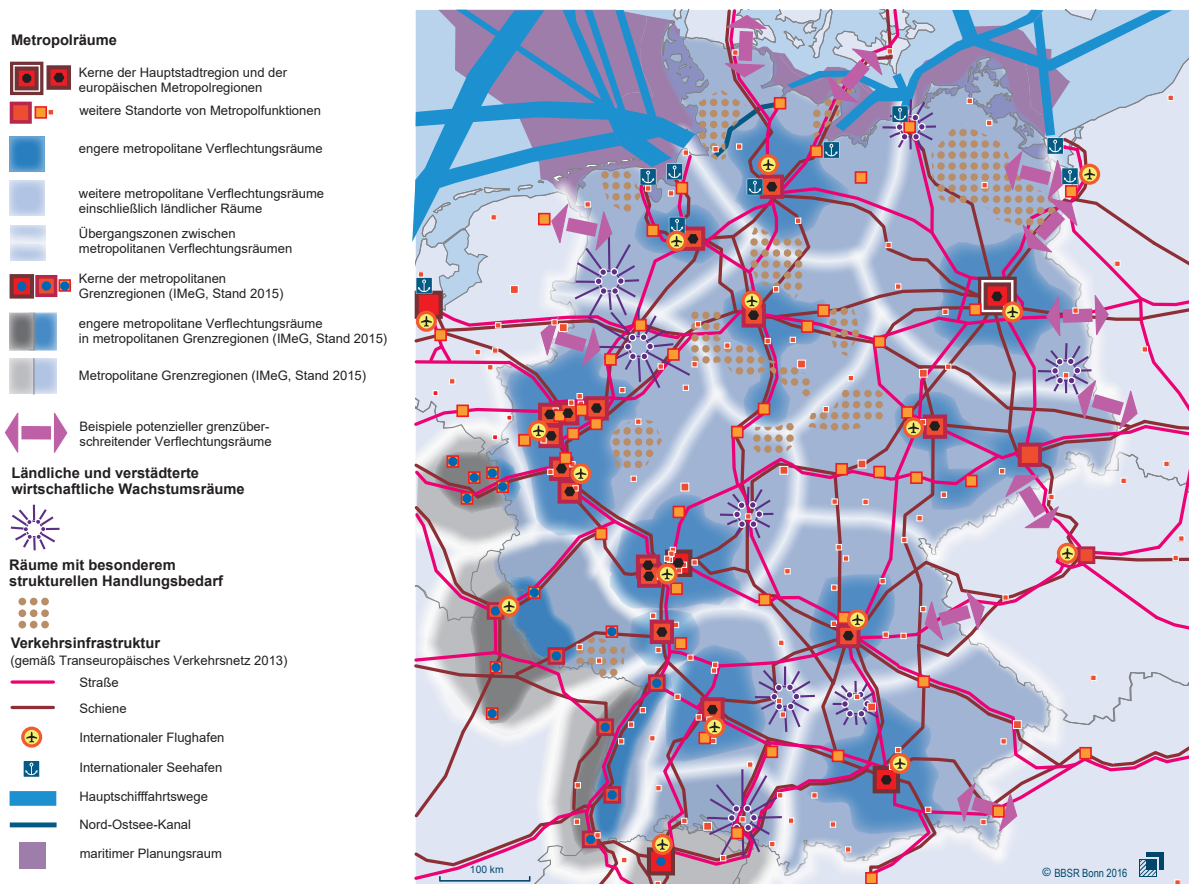 Metropolräume
Kerne der Hauptstadtregion und der
europäischen Metropolregionen
weitere Standorte von Metropolfunktionen
engere metropolitane Verflechtungsräume
weitere metropolitane Verflechtungsräume
einschließlich ländlicher Räume
Übergangszonen zwischen
metropolitanen Verflechtungsräumen
Kerne der metropolitanen
Grenzregionen (IMeG, Stand 2015)
engere metropolitane Verflechtungsräume
in metropolitanen Grenzregionen (IMeG, Stand 2015)
Metropolitane Grenzregionen (IMeG, Stand 2015)
Beispiele potenzieller grenzüber-
schreitender Verflechtungsräume
Ländliche und verstädterte
wirtschaftliche Wachstumsräume
Räume mit besonderem
strukturellen Handlungsbedarf
Verkehrsinfrastruktur
(gemäß Transeuropäisches Verkehrsnetz 2013)
Straße
Schiene
Internationaler Flughafen
Internationaler Seehafen
Hauptschifffahrtswege
Nord-Ostsee-Kanal
maritimer Planungsraum
100 km
© BBSR Bonn 2016